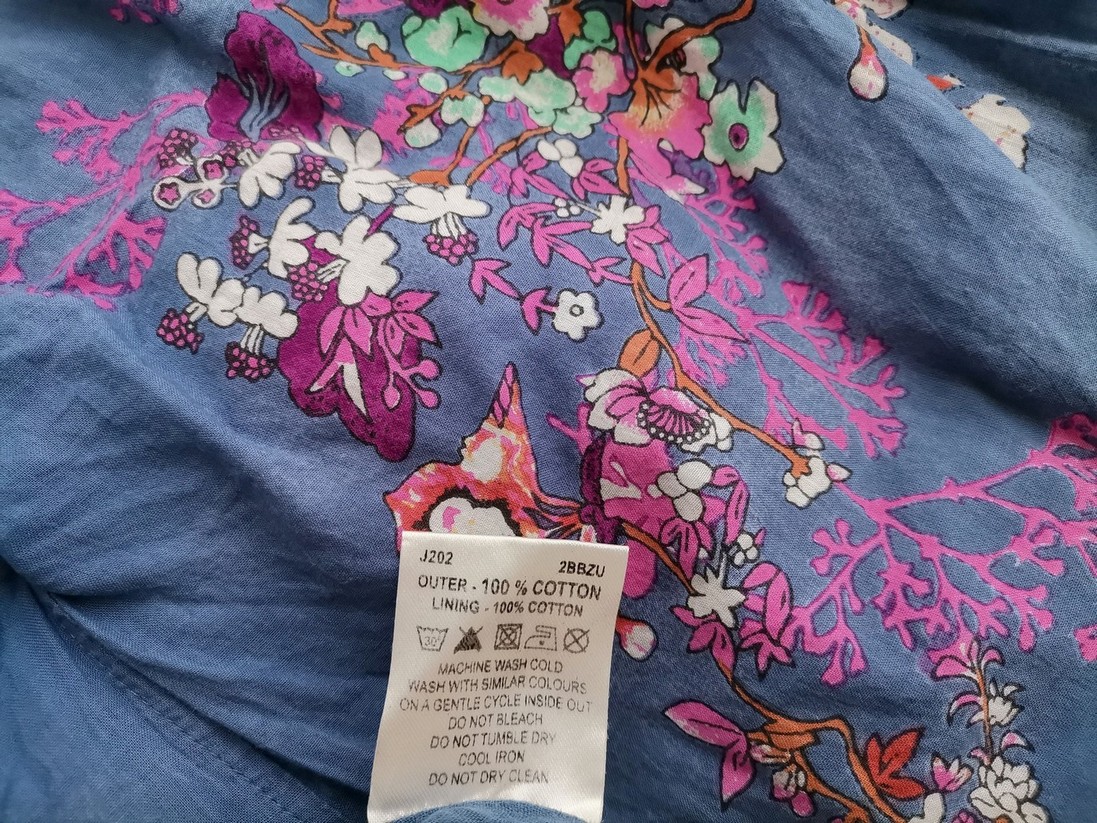 J202 2BBZU
OUTER - 100 % COTTON
LINING - 100% COTTON
30°
MACHINE WASH COLD
WASH WITH SIMILAR COLOURS
ON A GENTLE CYCLE INSIDE OUT
DO NOT BLEACH
DO NOT TUMBLE DRY
COOL IRON
DO NOT DRY CLEAN